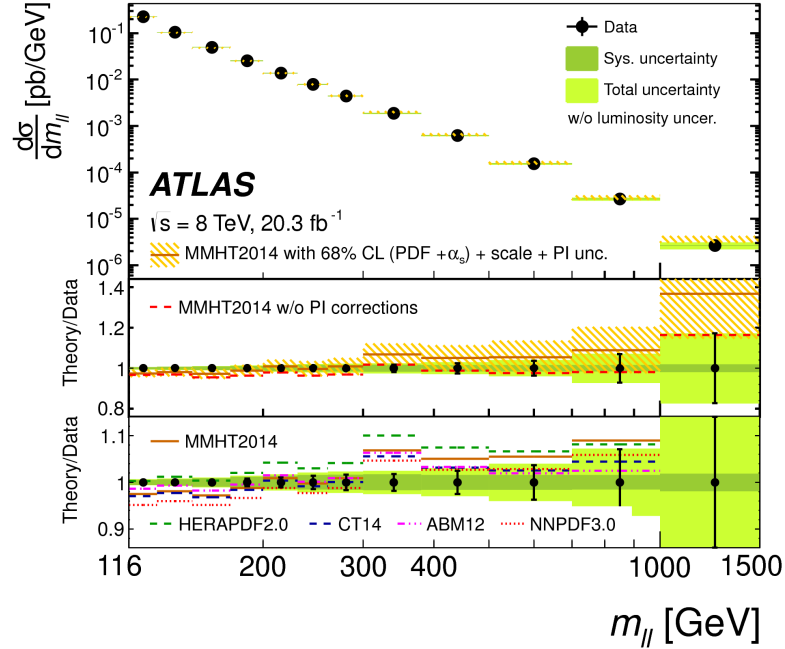 dσ/dm_ll [pb/GeV]
10^-1
10^-2
10^-3
10^-4
10^-5
10^-6
Data
Sys. uncertainty
Total uncertainty
w/o luminosity uncer.
ATLAS
√s = 8 TeV, 20.3 fb^-1
MMHT2014 with 68% CL (PDF +α_s) + scale + PI unc.
Theory/Data
1.4
1.2
1
0.8
MMHT2014 w/o PI corrections
Theory/Data
1.1
1
0.9
MMHT2014
HERAPDF2.0 CT14 ABM12 NNPDF3.0
116 200 300 400 1000 1500
m_ll [GeV]